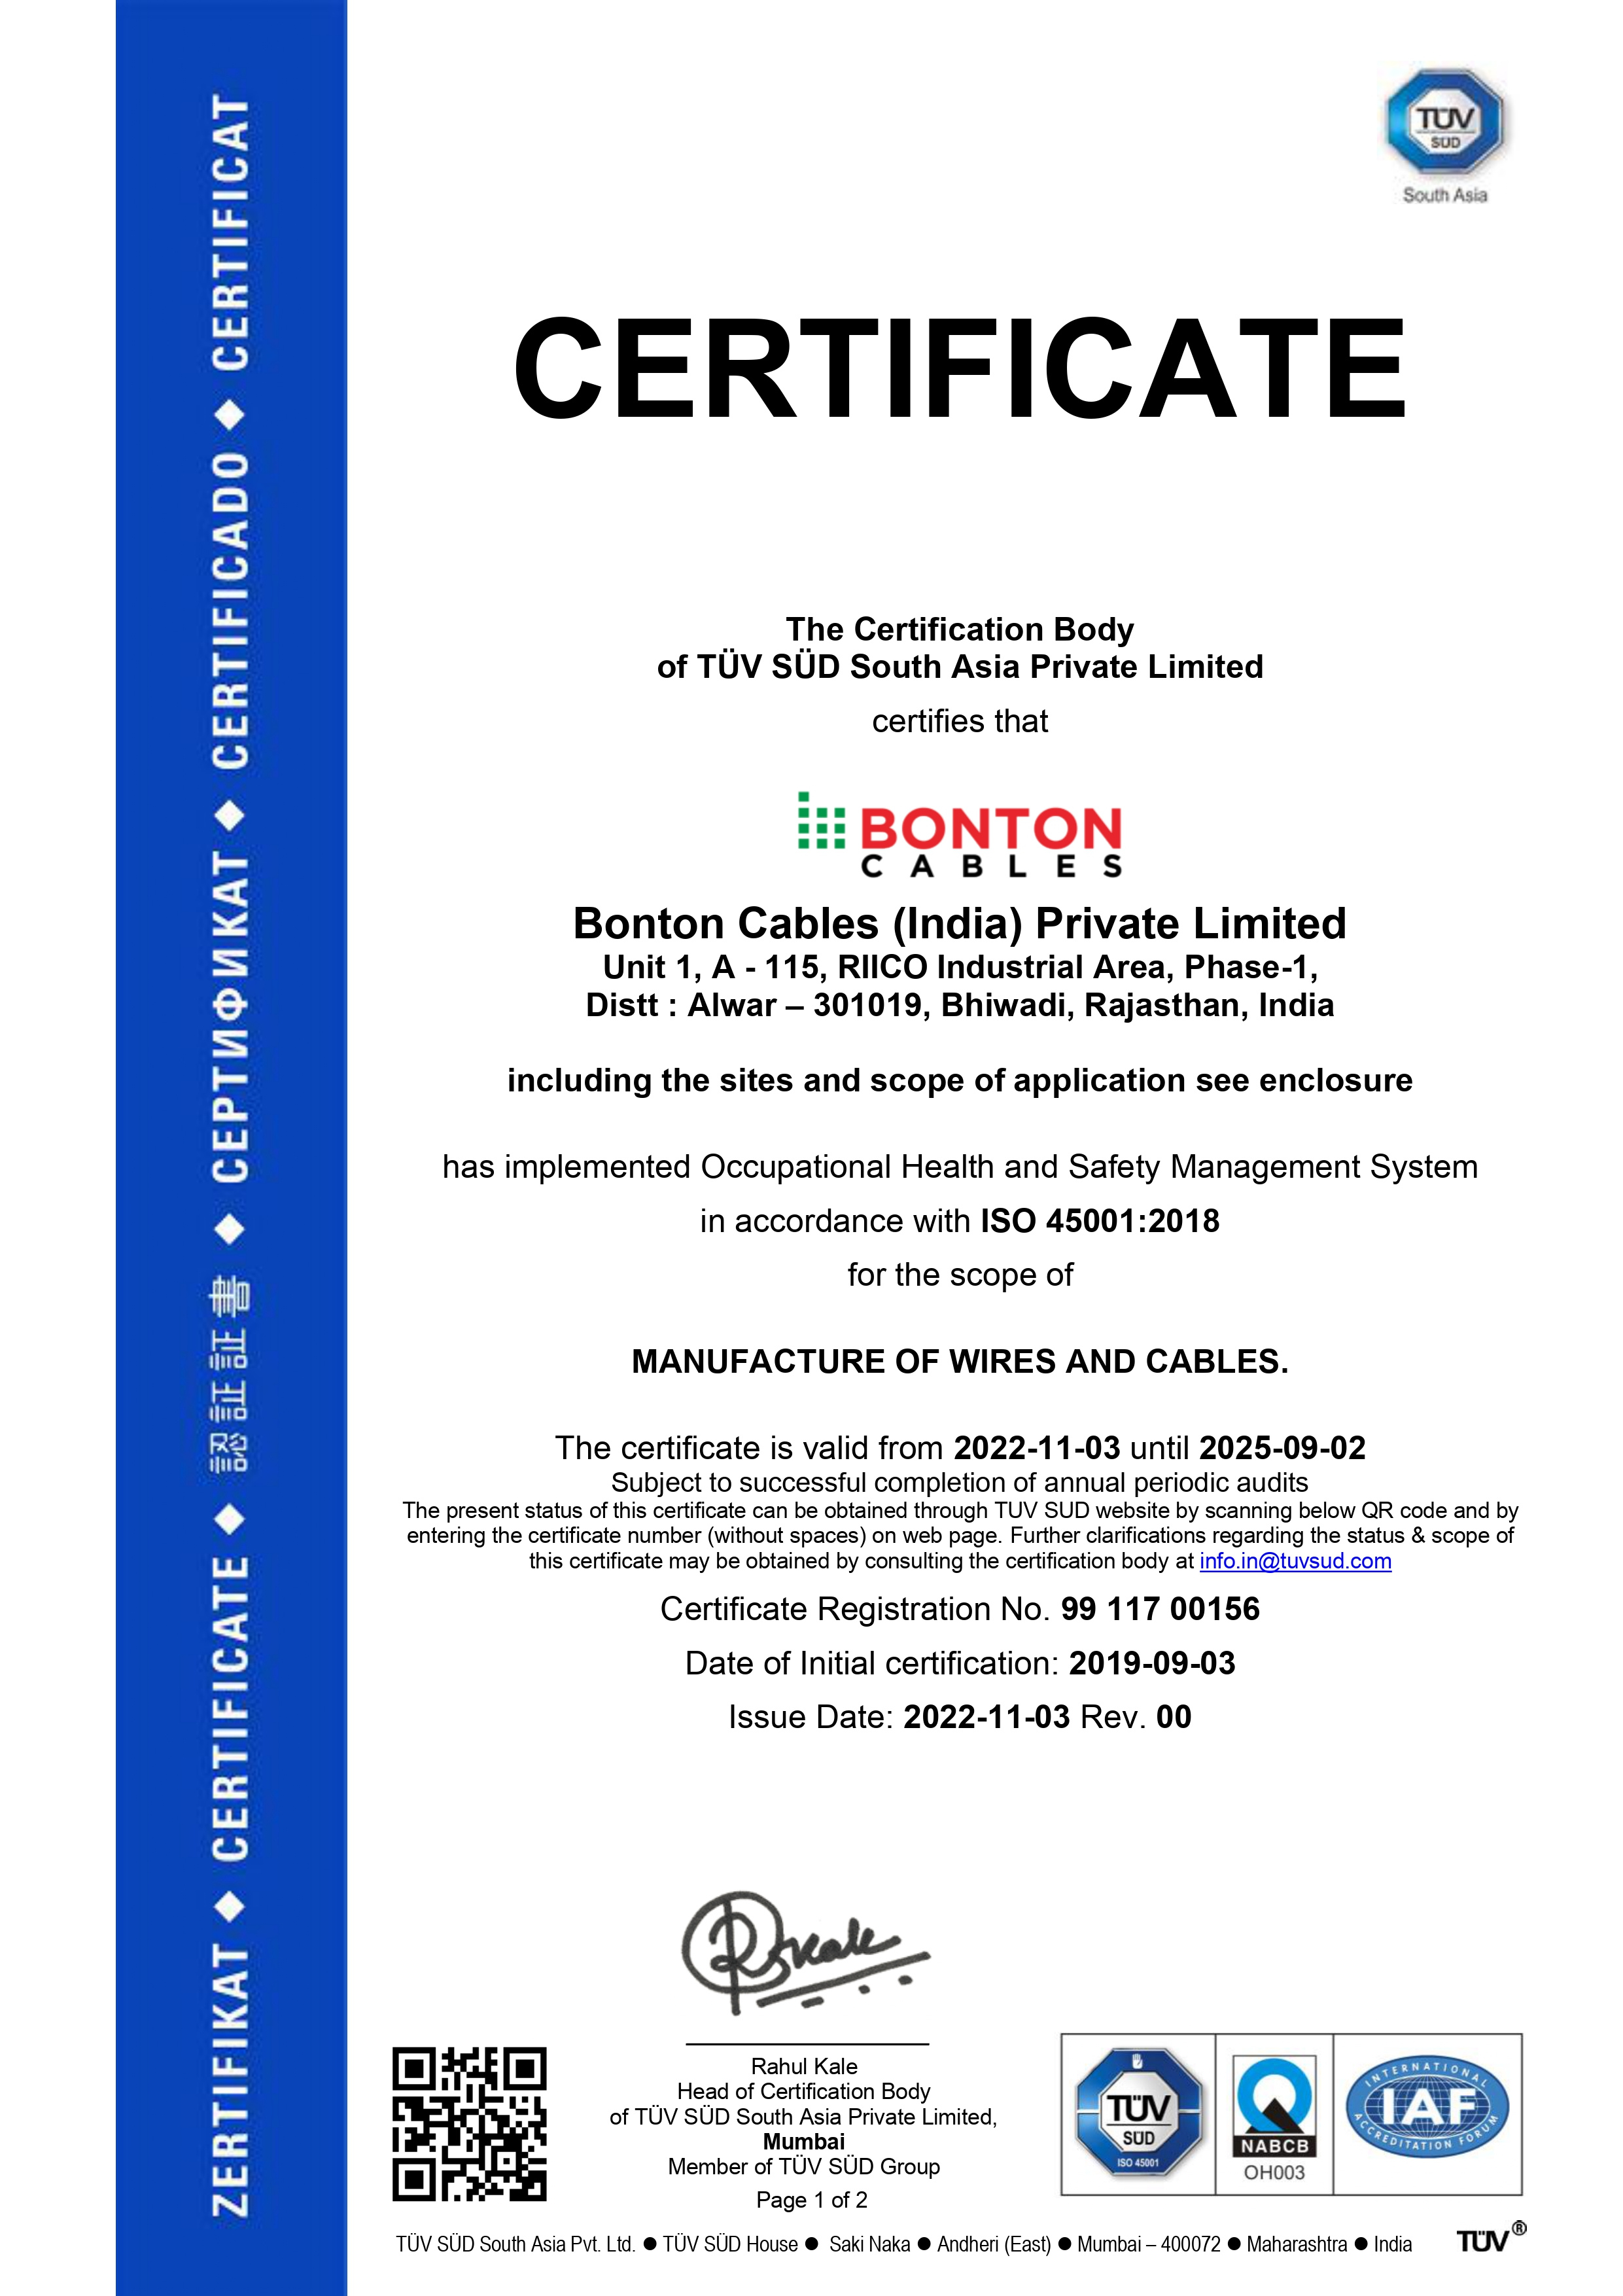 ZERTIFIKAT ◆ CERTIFICATE ◆ 認証証書 ◆ СЕРТИФИКАТ ◆ CERTIFICADO ◆ CERTIFICAT
TÜV
SÜD
South Asia
CERTIFICATE
The Certification Body
of TÜV SÜD South Asia Private Limited
certifies that
BONTON
CABLES
Bonton Cables (India) Private Limited
Unit 1, A - 115, RIICO Industrial Area, Phase-1,
Distt : Alwar – 301019, Bhiwadi, Rajasthan, India
including the sites and scope of application see enclosure
has implemented Occupational Health and Safety Management System
in accordance with ISO 45001:2018
for the scope of
MANUFACTURE OF WIRES AND CABLES.
The certificate is valid from 2022-11-03 until 2025-09-02
Subject to successful completion of annual periodic audits
The present status of this certificate can be obtained through TUV SUD website by scanning below QR code and by
entering the certificate number (without spaces) on web page. Further clarifications regarding the status & scope of
this certificate may be obtained by consulting the certification body at info.in@tuvsud.com
Certificate Registration No. 99 117 00156
Date of Initial certification: 2019-09-03
Issue Date: 2022-11-03 Rev. 00
RKale
Rahul Kale
Head of Certification Body
of TÜV SÜD South Asia Private Limited,
Mumbai
Member of TÜV SÜD Group
Page 1 of 2
TÜV
SÜD
ISO 45001
NABCB
OH003
INTERNATIONAL
IAF
ACCREDITATION FORUM
TÜV SÜD South Asia Pvt. Ltd. ● TÜV SÜD House ● Saki Naka ● Andheri (East) ● Mumbai – 400072 ● Maharashtra ● India
TÜV®